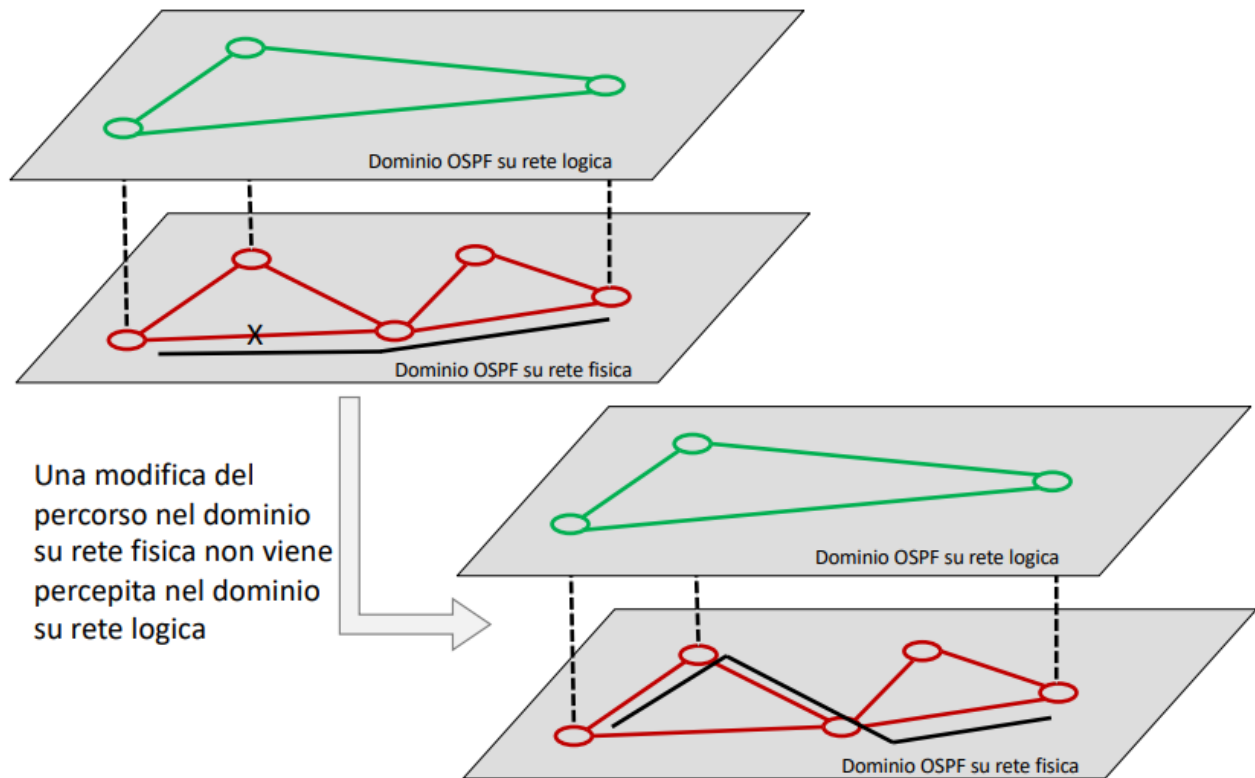 Dominio OSPF su rete logica
X
Dominio OSPF su rete fisica
Una modifica del
percorso nel dominio
su rete fisica non viene
percepita nel dominio
su rete logica
Dominio OSPF su rete logica
Dominio OSPF su rete fisica